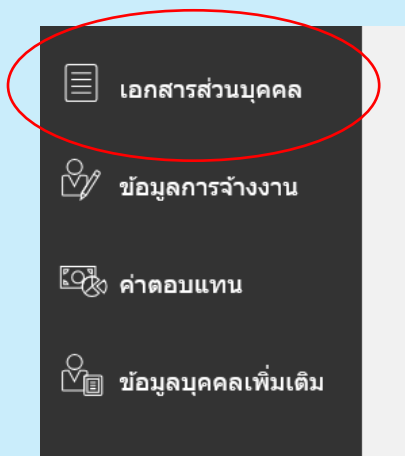 เอกสารส่วนบุคคล
ข้อมูลการจ้างงาน
ค่าตอบแทน
ข้อมูลบุคคลเพิ่มเติม